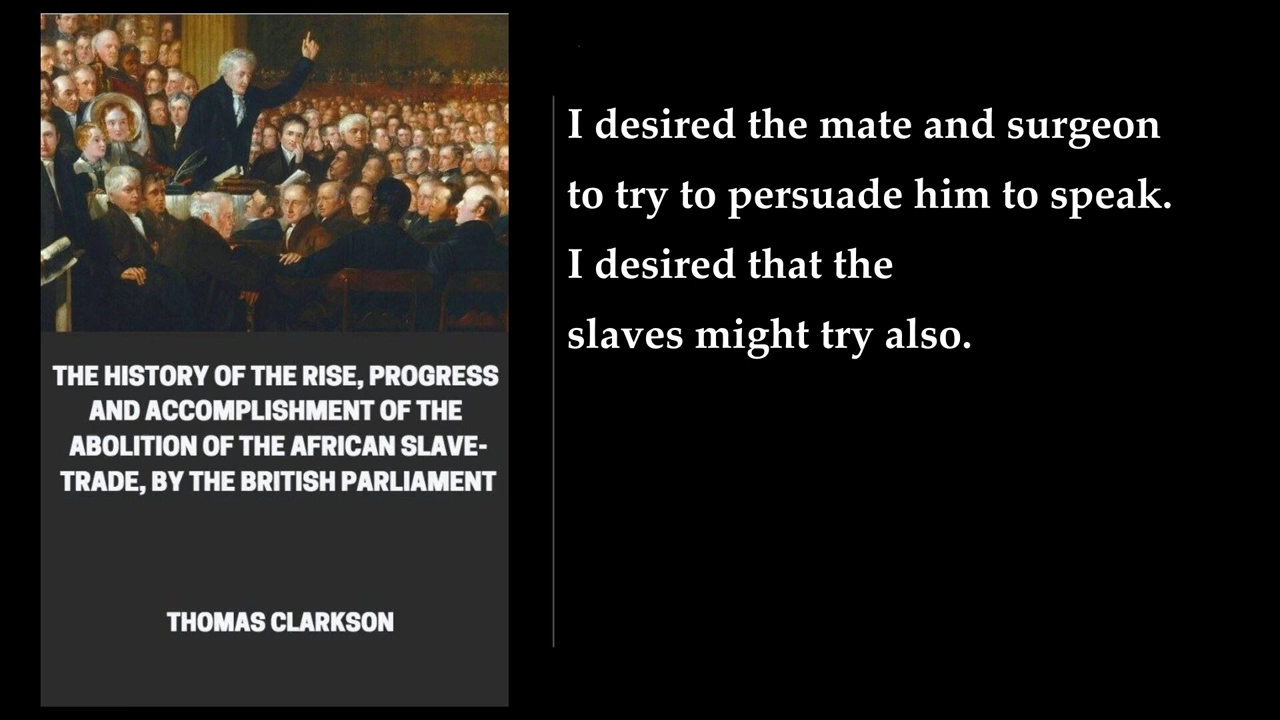 THE HISTORY OF THE RISE, PROGRESS
AND ACCOMPLISHMENT OF THE
ABOLITION OF THE AFRICAN SLAVE-
TRADE, BY THE BRITISH PARLIAMENT
THOMAS CLARKSON
I desired the mate and surgeon
to try to persuade him to speak.
I desired that the
slaves might try also.